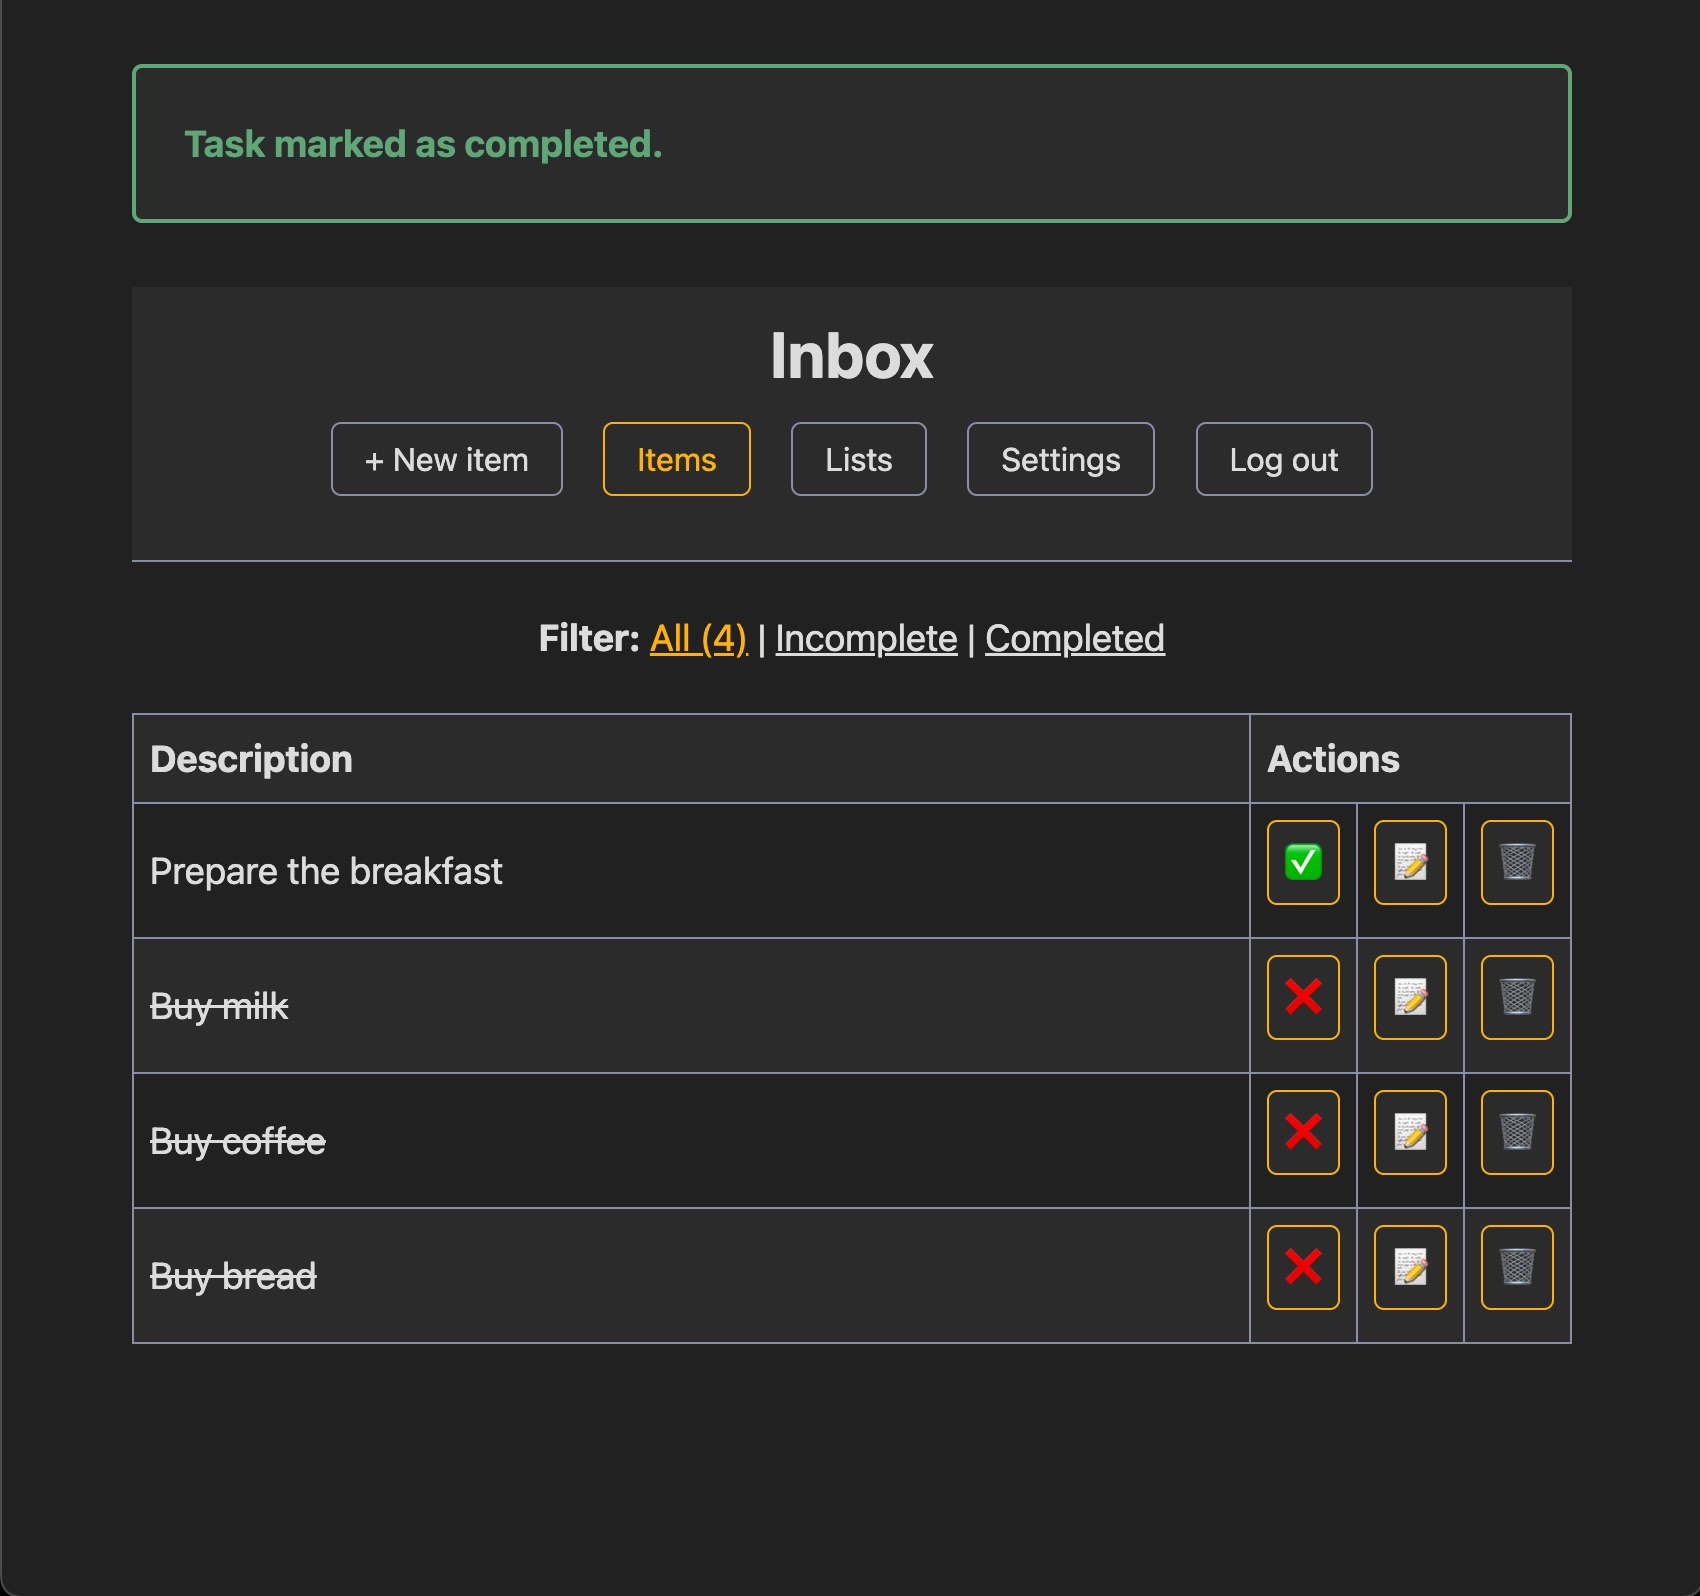 Task marked as completed.
Inbox
+ New item
Items
Lists
Settings
Log out
Filter: All (4) | Incomplete | Completed
Description
Actions
Prepare the breakfast
Buy milk
Buy coffee
Buy bread